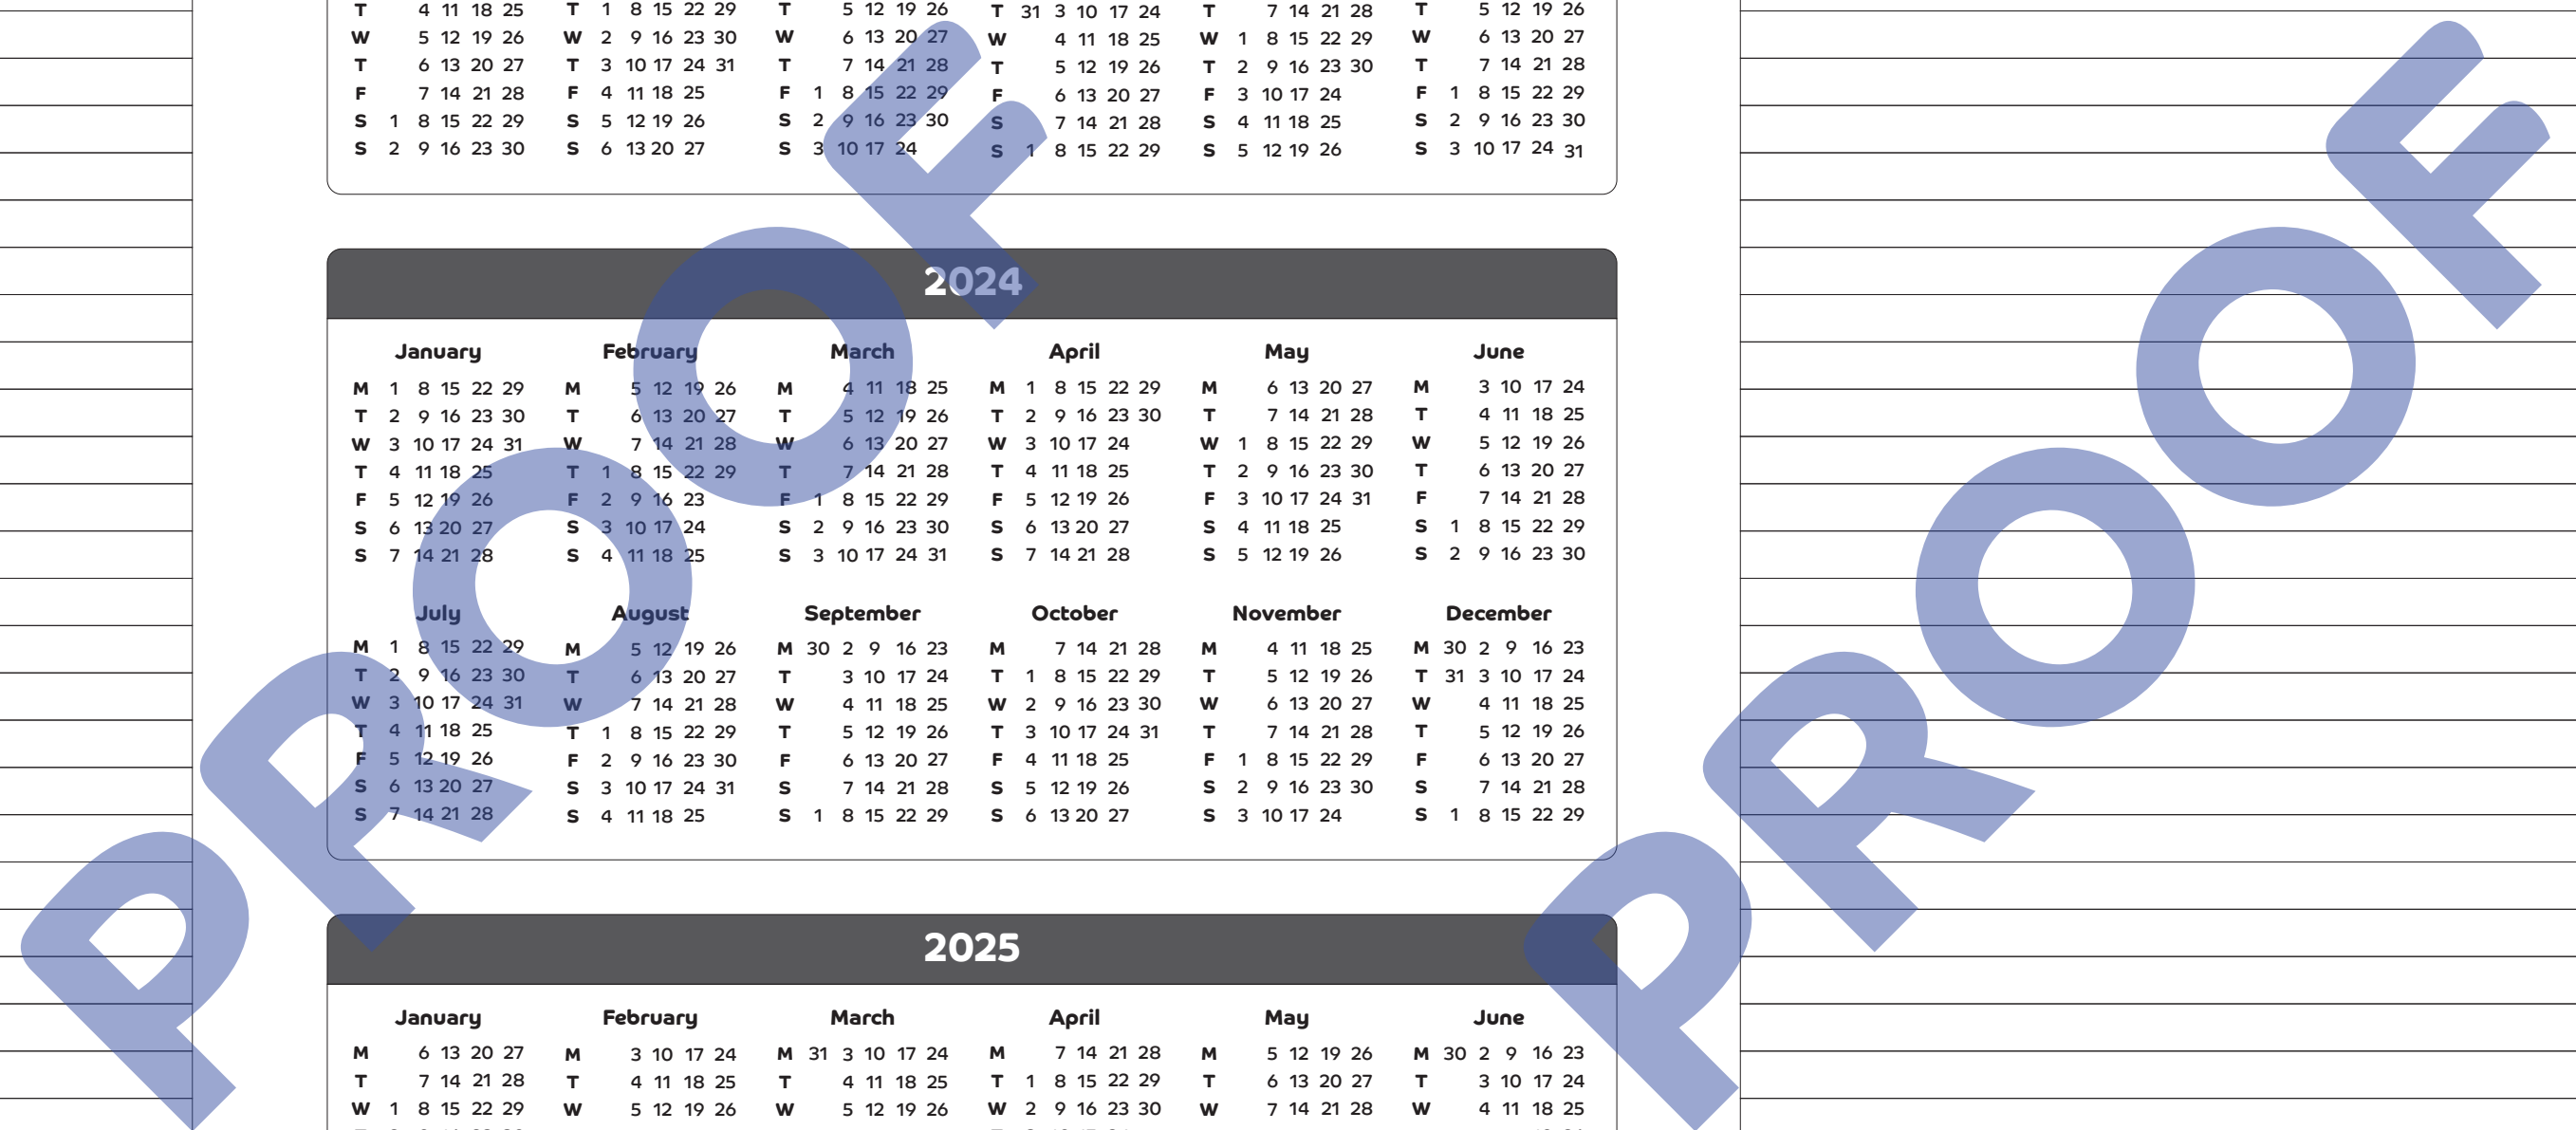 T 4 11 18 25 T 1 8 15 22 29 T 5 12 19 26 T 31 3 10 17 24 T 7 14 21 28 T 5 12 19 26
W 5 12 19 26 W 2 9 16 23 30 W 6 13 20 27 W 4 11 18 25 W 1 8 15 22 29 W 6 13 20 27
T 6 13 20 27 T 3 10 17 24 31 T 7 14 21 28 T 5 12 19 26 T 2 9 16 23 30 T 7 14 21 28
F 7 14 21 28 F 4 11 18 25 F 1 8 15 22 29 F 6 13 20 27 F 3 10 17 24 F 1 8 15 22 29
S 1 8 15 22 29 S 5 12 19 26 S 2 9 16 23 30 S 7 14 21 28 S 4 11 18 25 S 2 9 16 23 30
S 2 9 16 23 30 S 6 13 20 27 S 3 10 17 24 S 1 8 15 22 29 S 5 12 19 26 S 3 10 17 24 31
2024
January February March April May June
M 1 8 15 22 29 M 5 12 19 26 M 4 11 18 25 M 1 8 15 22 29 M 6 13 20 27 M 3 10 17 24
T 2 9 16 23 30 T 6 13 20 27 T 5 12 19 26 T 2 9 16 23 30 T 7 14 21 28 T 4 11 18 25
W 3 10 17 24 31 W 7 14 21 28 W 6 13 20 27 W 3 10 17 24 W 1 8 15 22 29 W 5 12 19 26
T 4 11 18 25 T 1 8 15 22 29 T 7 14 21 28 T 4 11 18 25 T 2 9 16 23 30 T 6 13 20 27
F 5 12 19 26 F 2 9 16 23 F 1 8 15 22 29 F 5 12 19 26 F 3 10 17 24 31 F 7 14 21 28
S 6 13 20 27 S 3 10 17 24 S 2 9 16 23 30 S 6 13 20 27 S 4 11 18 25 S 1 8 15 22 29
S 7 14 21 28 S 4 11 18 25 S 3 10 17 24 31 S 7 14 21 28 S 5 12 19 26 S 2 9 16 23 30
July August September October November December
M 1 8 15 22 29 M 5 12 19 26 M 30 2 9 16 23 M 7 14 21 28 M 4 11 18 25 M 30 2 9 16 23
T 2 9 16 23 30 T 6 13 20 27 T 3 10 17 24 T 1 8 15 22 29 T 5 12 19 26 T 31 3 10 17 24
W 3 10 17 24 31 W 7 14 21 28 W 4 11 18 25 W 2 9 16 23 30 W 6 13 20 27 W 4 11 18 25
T 4 11 18 25 T 1 8 15 22 29 T 5 12 19 26 T 3 10 17 24 31 T 7 14 21 28 T 5 12 19 26
F 5 12 19 26 F 2 9 16 23 30 F 6 13 20 27 F 4 11 18 25 F 1 8 15 22 29 F 6 13 20 27
S 6 13 20 27 S 3 10 17 24 31 S 7 14 21 28 S 5 12 19 26 S 2 9 16 23 30 S 7 14 21 28
S 7 14 21 28 S 4 11 18 25 S 1 8 15 22 29 S 6 13 20 27 S 3 10 17 24 S 1 8 15 22 29
2025
January February March April May June
M 6 13 20 27 M 3 10 17 24 M 31 3 10 17 24 M 7 14 21 28 M 5 12 19 26 M 30 2 9 16 23
T 7 14 21 28 T 4 11 18 25 T 4 11 18 25 T 1 8 15 22 29 T 6 13 20 27 T 3 10 17 24
W 1 8 15 22 29 W 5 12 19 26 W 5 12 19 26 W 2 9 16 23 30 W 7 14 21 28 W 4 11 18 25
PROOF
PROOF